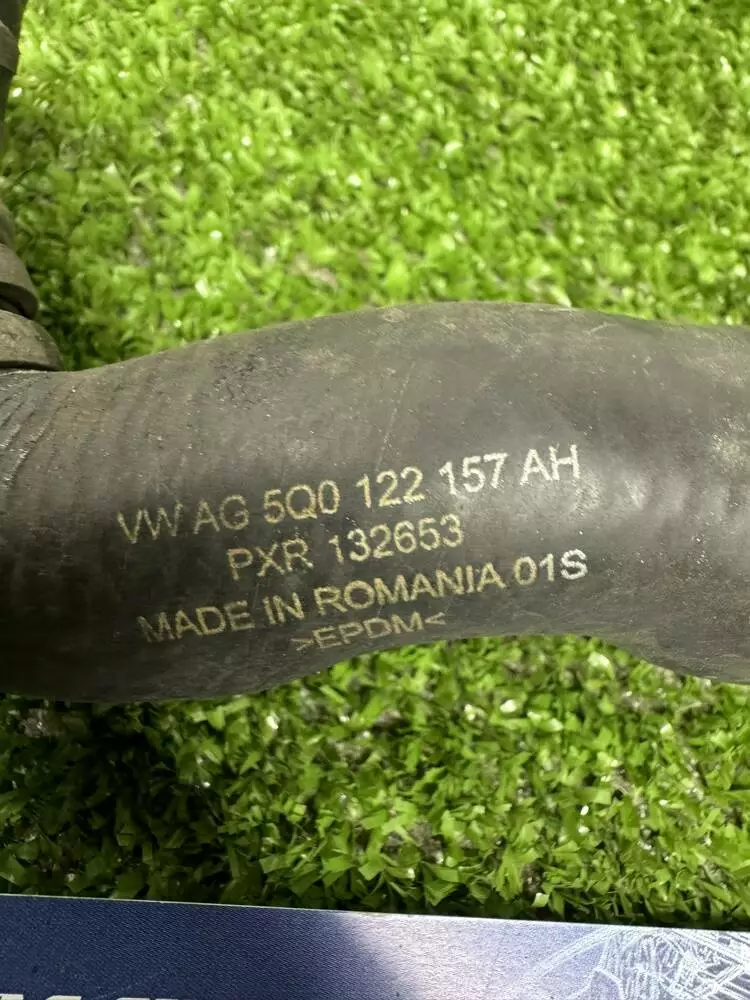 VW AG 5Q0 122 157 AH
PXR 132653
MADE IN ROMANIA 01S
>EPDM<